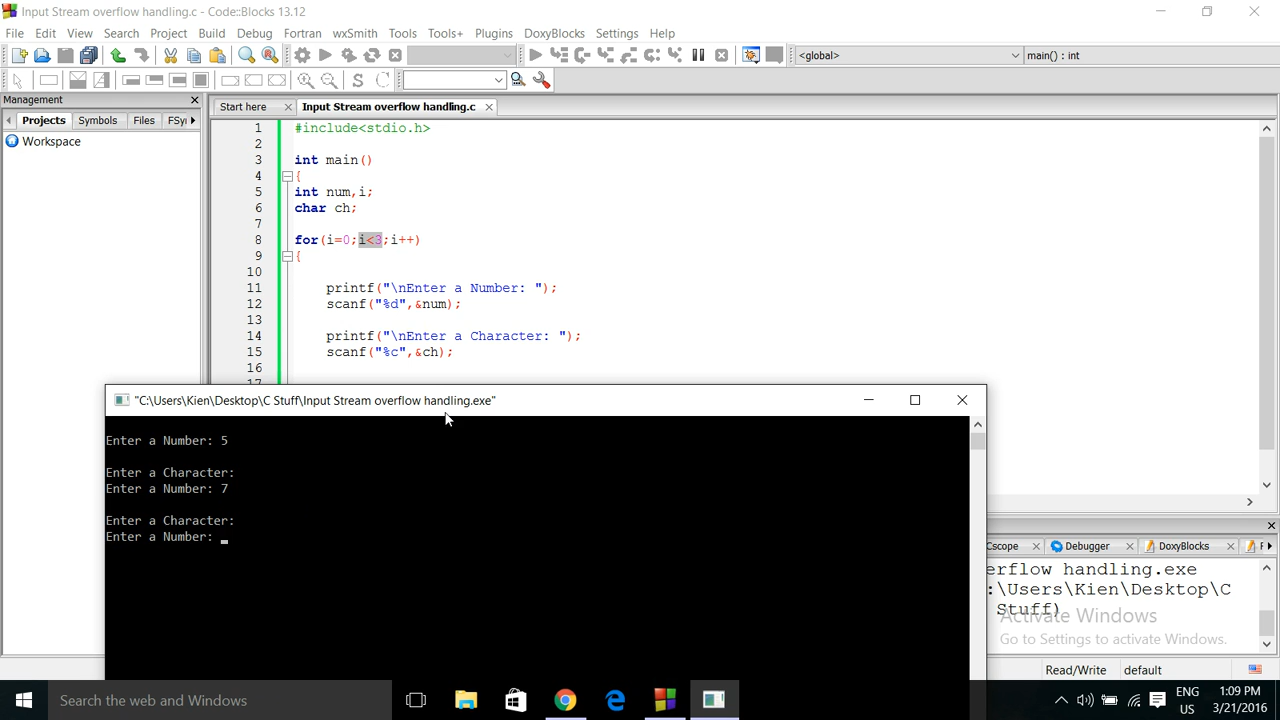 Input Stream overflow handling.c - Code::Blocks 13.12
File Edit View Search Project Build Debug Fortran wxSmith Tools Tools+ Plugins DoxyBlocks Settings Help
<global> main() : int
Management
Projects Symbols Files FSy
Workspace
Start here Input Stream overflow handling.c
1 #include<stdio.h>
2
3 int main()
4 {
5 int num,i;
6 char ch;
7
8 for(i=0;i<3;i++)
9 {
10
11 printf("\nEnter a Number: ");
12 scanf("%d",&num);
13
14 printf("\nEnter a Character: ");
15 scanf("%c",&ch);
16
17
"C:\Users\Kien\Desktop\C Stuff\Input Stream overflow handling.exe"
Enter a Number: 5
Enter a Character:
Enter a Number: 7
Enter a Character:
Enter a Number:
Cscope Debugger DoxyBlocks
erflow handling.exe
:\Users\Kien\Desktop\C
Stuff)
Activate Windows
Go to Settings to activate Windows.
Read/Write default
Search the web and Windows
ENG 1:09 PM
US 3/21/2016